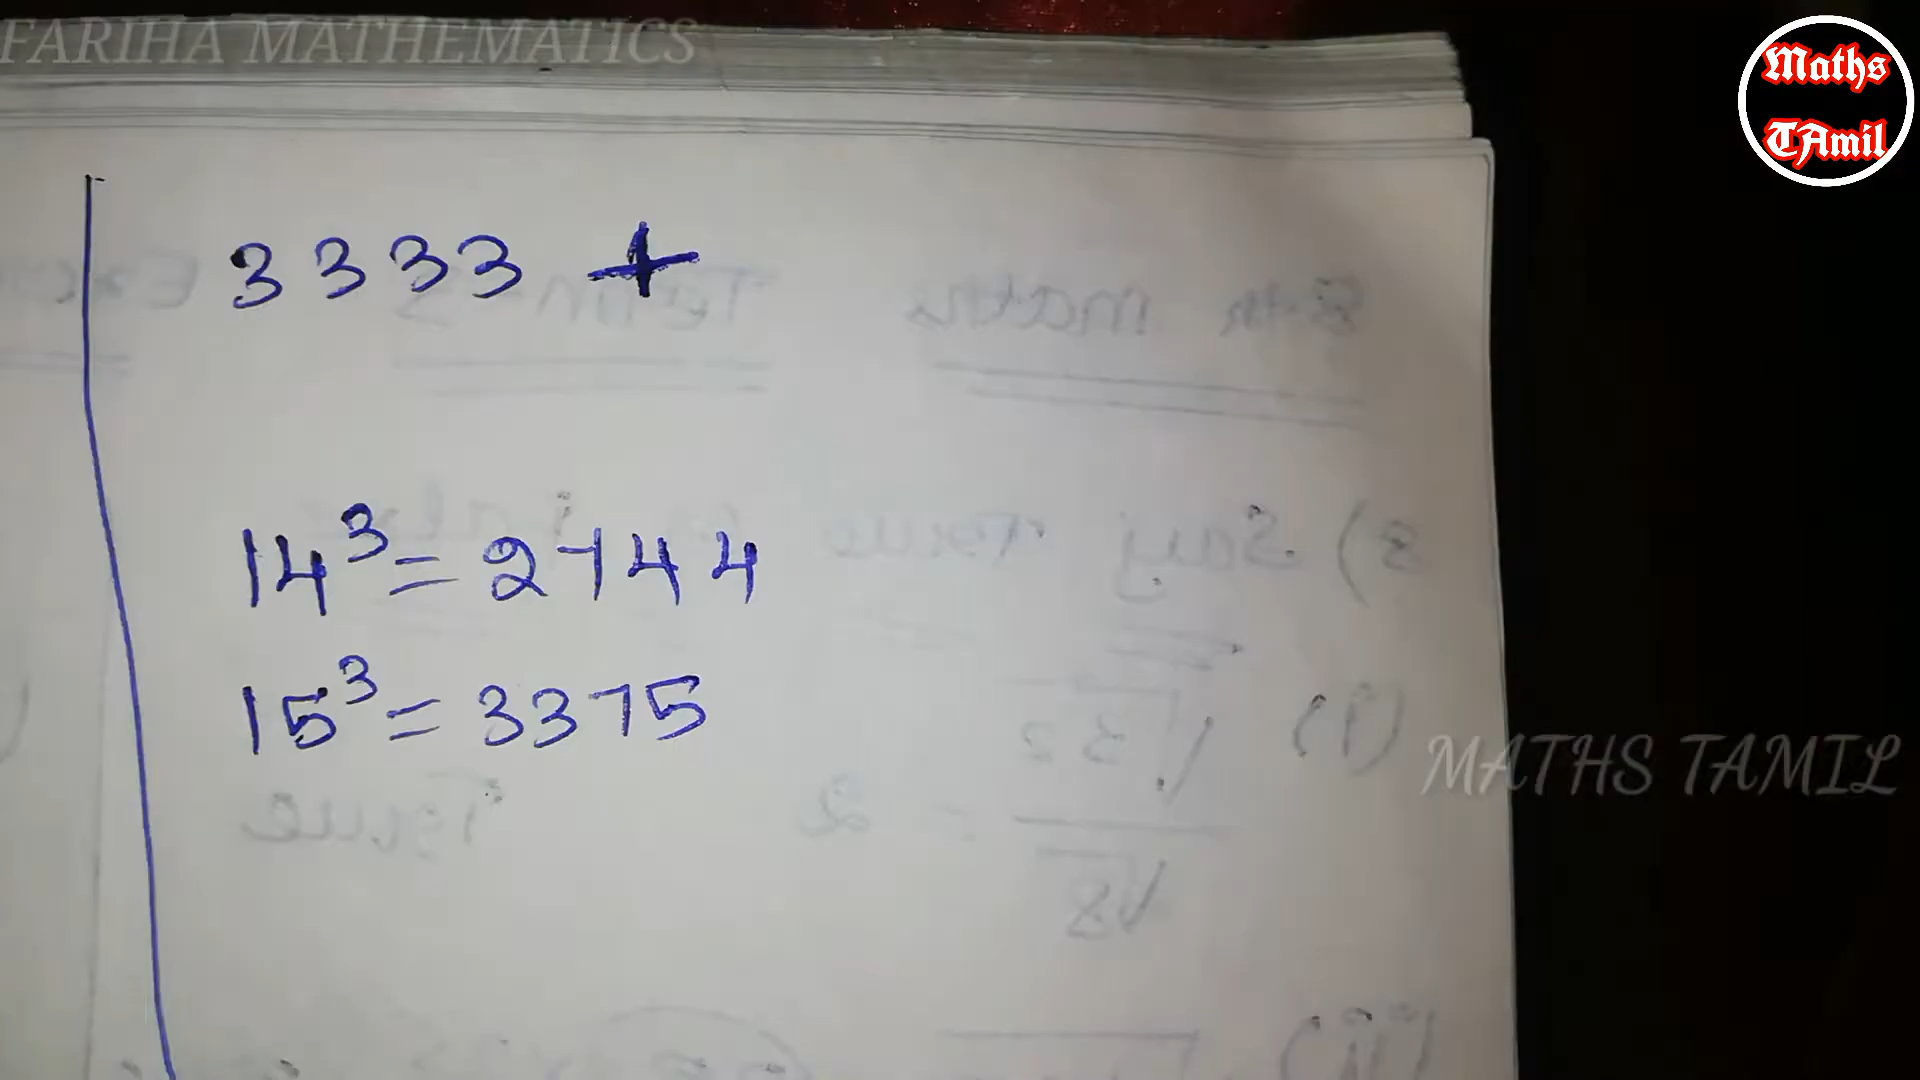 FARIHA MATHEMATICS
Maths
TAmil
3333 +
14³ = 2744
15³ = 3375
MATHS TAMIL